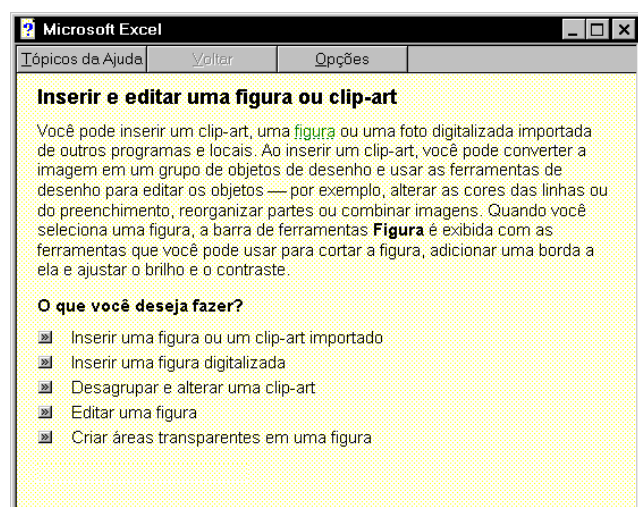 Microsoft Excel
Tópicos da Ajuda Voltar Opções
Inserir e editar uma figura ou clip-art
Você pode inserir um clip-art, uma figura ou uma foto digitalizada importada
de outros programas e locais. Ao inserir um clip-art, você pode converter a
imagem em um grupo de objetos de desenho e usar as ferramentas de
desenho para editar os objetos — por exemplo, alterar as cores das linhas ou
do preenchimento, reorganizar partes ou combinar imagens. Quando você
seleciona uma figura, a barra de ferramentas Figura é exibida com as
ferramentas que você pode usar para cortar a figura, adicionar uma borda a
ela e ajustar o brilho e o contraste.
O que você deseja fazer?
Inserir uma figura ou um clip-art importado
Inserir uma figura digitalizada
Desagrupar e alterar uma clip-art
Editar uma figura
Criar áreas transparentes em uma figura